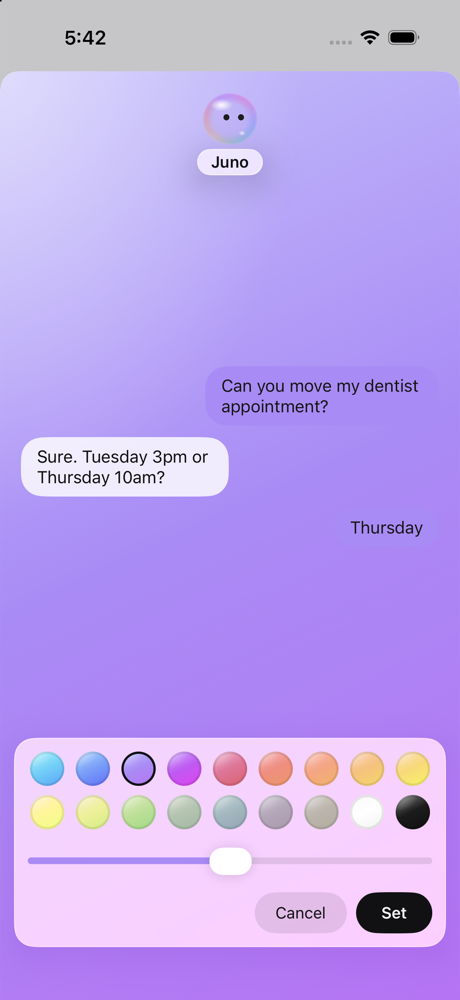 5:42
Juno
Can you move my dentist
appointment?
Sure. Tuesday 3pm or
Thursday 10am?
Thursday
Cancel
Set